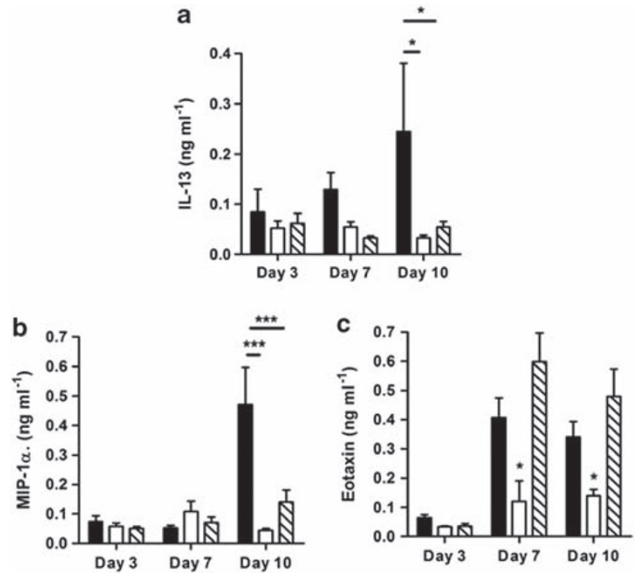 a
*
*
0.4
0.3
0.2
0.1
0.0
IL-13 (ng ml⁻¹)
Day 3 Day 7 Day 10
b
***
***
0.7
0.6
0.5
0.4
0.3
0.2
0.1
0.0
MIP-1α. (ng ml⁻¹)
Day 3 Day 7 Day 10
c
0.7
0.6
0.5
0.4
0.3
0.2
0.1
0.0
Eotaxin (ng ml⁻¹)
* *
Day 3 Day 7 Day 10